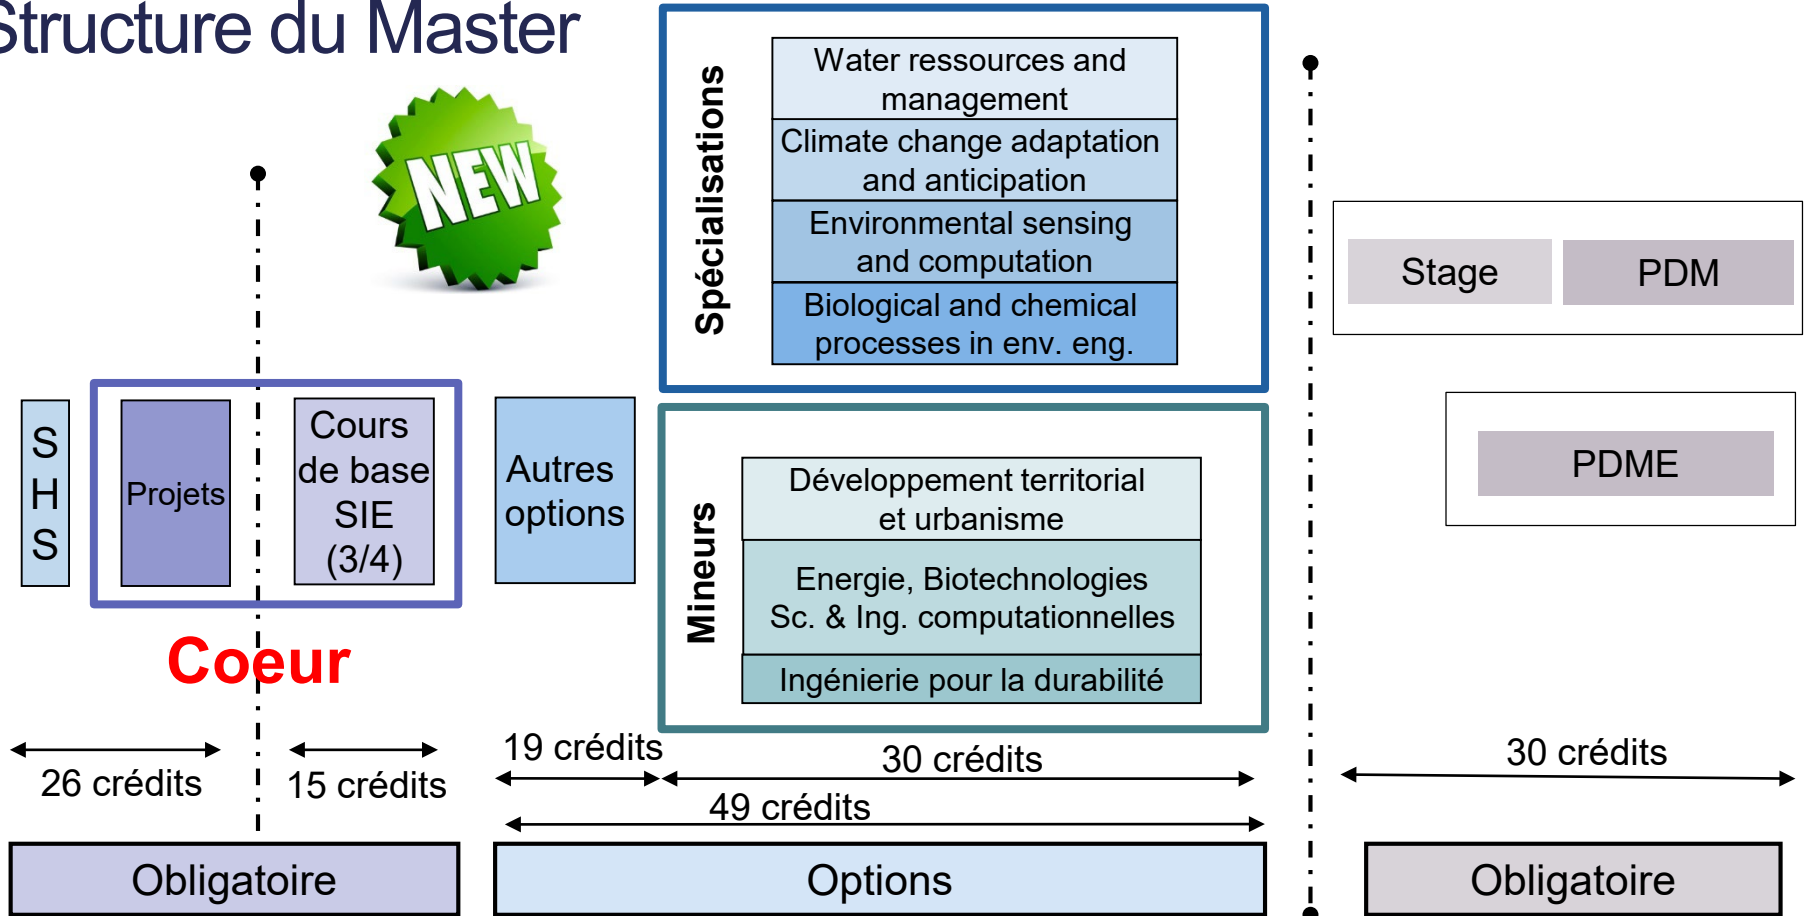 Structure du Master
NEW
Spécialisations
Water ressources and
management
Climate change adaptation
and anticipation
Environmental sensing
and computation
Biological and chemical
processes in env. eng.
Stage
PDM
S
H
S
Projets
Cours
de base
SIE
(3/4)
Autres
options
Mineurs
Développement territorial
et urbanisme
Energie, Biotechnologies
Sc. & Ing. computationnelles
Ingénierie pour la durabilité
PDME
Coeur
26 crédits
15 crédits
19 crédits
30 crédits
49 crédits
30 crédits
Obligatoire
Options
Obligatoire